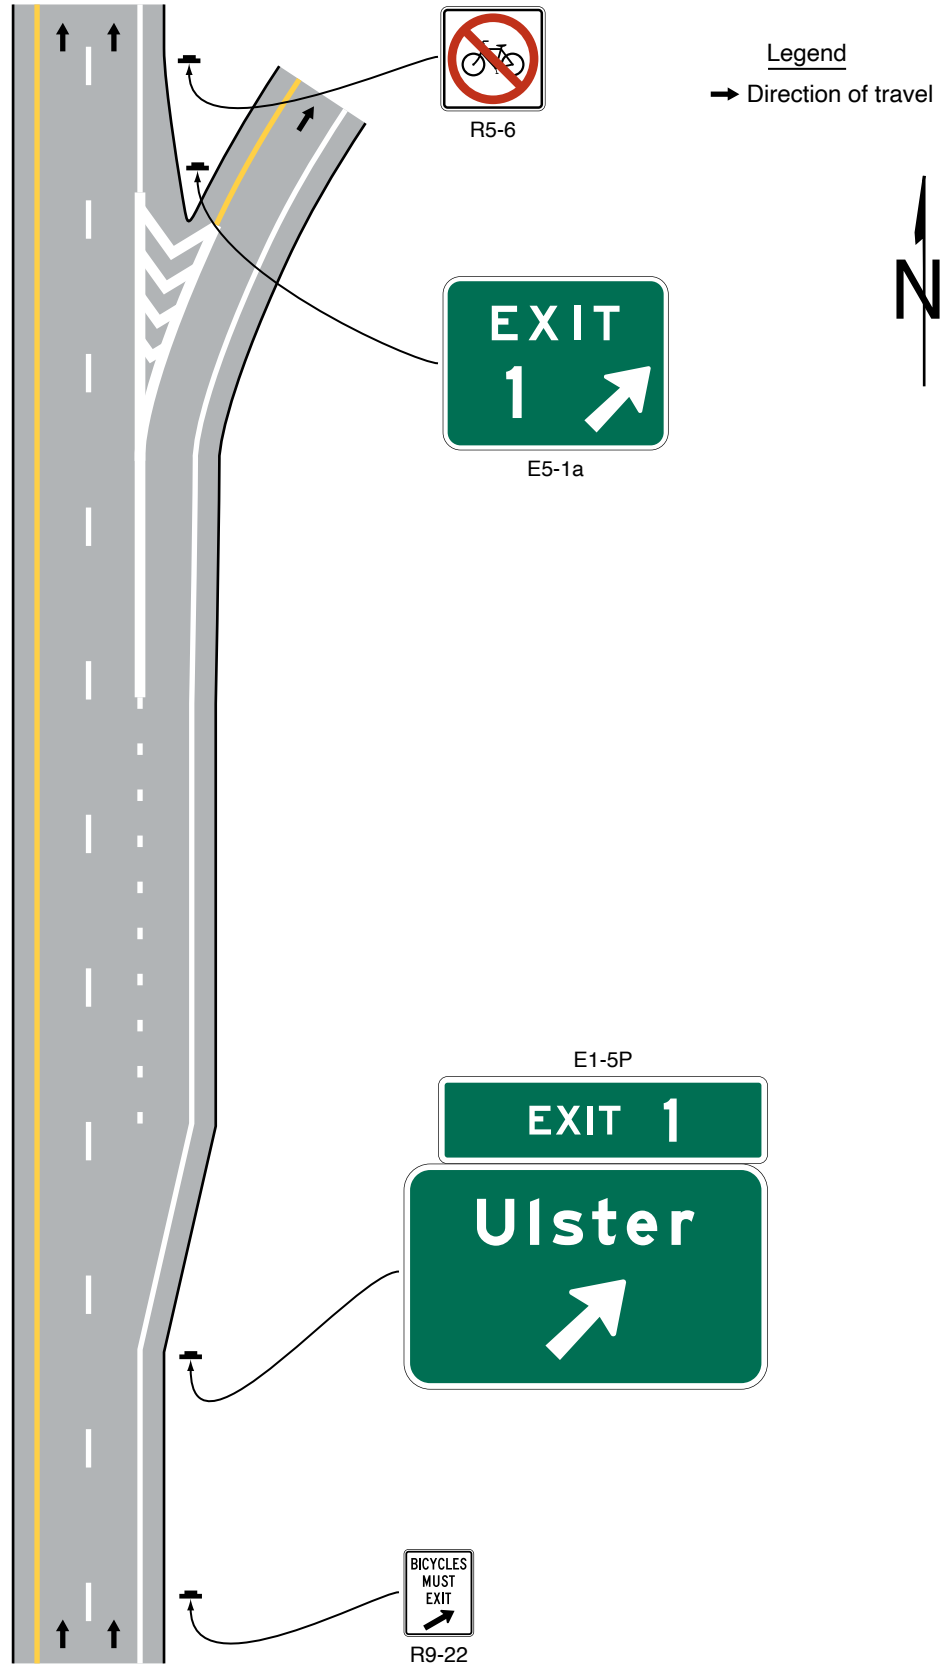 R5-6
Legend
Direction of travel
N
EXIT
1
E5-1a
E1-5P
EXIT 1
Ulster
BICYCLES
MUST
EXIT
R9-22